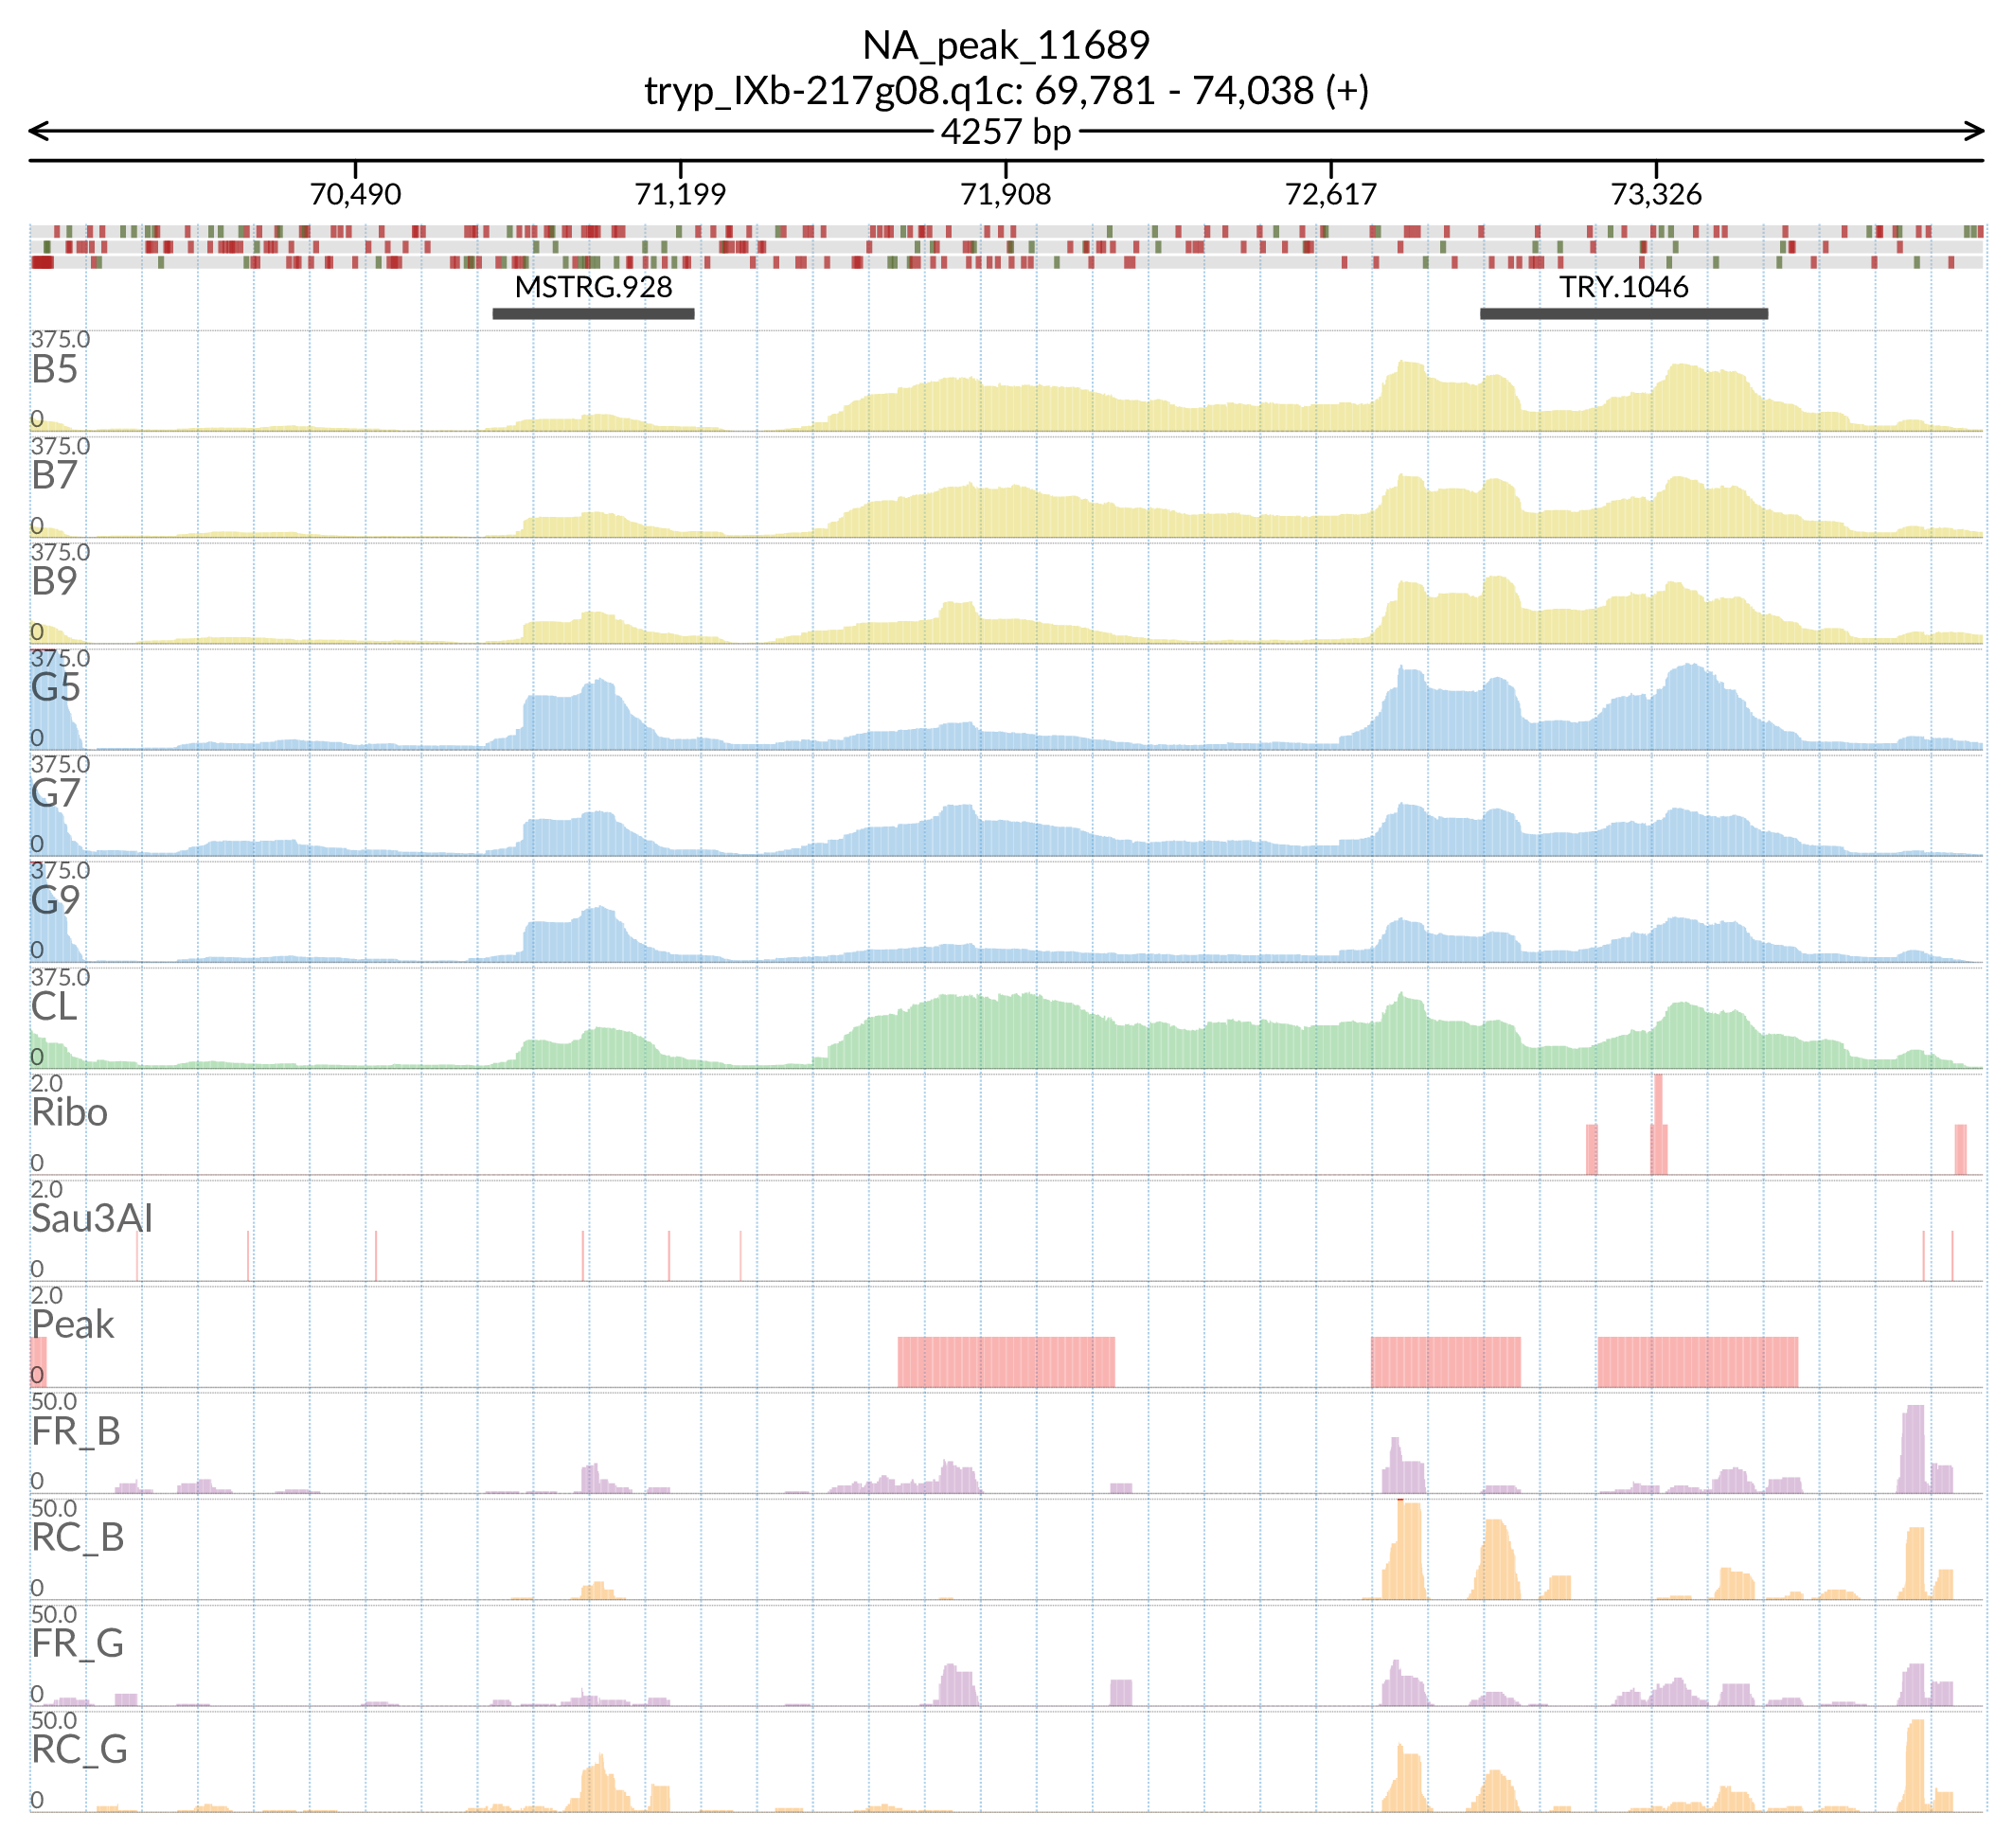 NA_peak_11689
tryp_IXb-217g08.q1c: 69,781 - 74,038 (+)
4257 bp
70,490 71,199 71,908 72,617 73,326
MSTRG.928 TRY.1046
375.0
B5
0
375.0
B7
0
375.0
B9
0
375.0
G5
0
375.0
G7
0
375.0
G9
0
375.0
CL
0
2.0
Ribo
0
2.0
Sau3AI
0
2.0
Peak
0
50.0
FR_B
0
50.0
RC_B
0
50.0
FR_G
0
50.0
RC_G
0